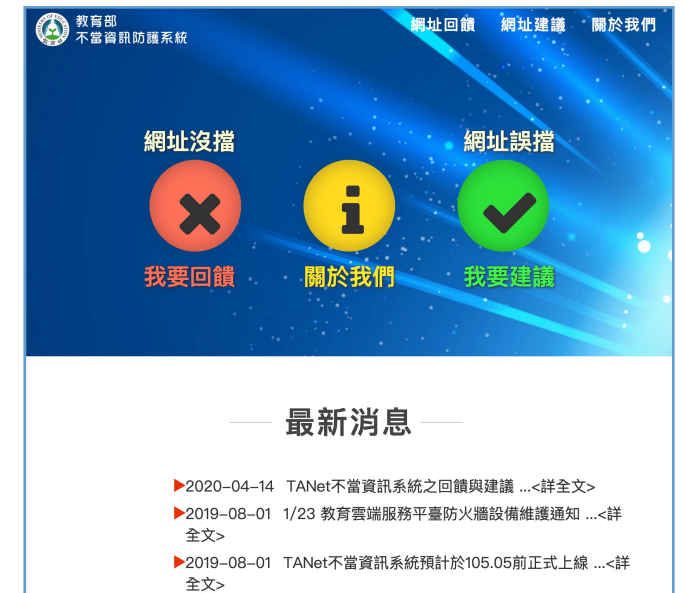 教育部
不當資訊防護系統
網址回饋 網址建議 關於我們
網址沒擋 網址誤擋
我要回饋 關於我們 我要建議
最新消息
2020-04-14 TANet不當資訊系統之回饋與建議 ...<詳全文>
2019-08-01 1/23 教育雲端服務平臺防火牆設備維護通知 ...<詳
全文>
2019-08-01 TANet不當資訊系統預計於105.05前正式上線 ...<詳
全文>